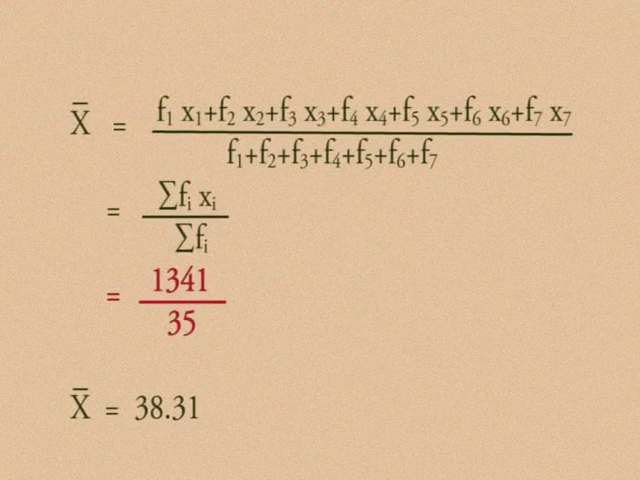 X̄ = f₁ x₁+f₂ x₂+f₃ x₃+f₄ x₄+f₅ x₅+f₆ x₆+f₇ x₇
f₁+f₂+f₃+f₄+f₅+f₆+f₇
= ∑fᵢ xᵢ
∑fᵢ
= 1341
35
X̄ = 38.31